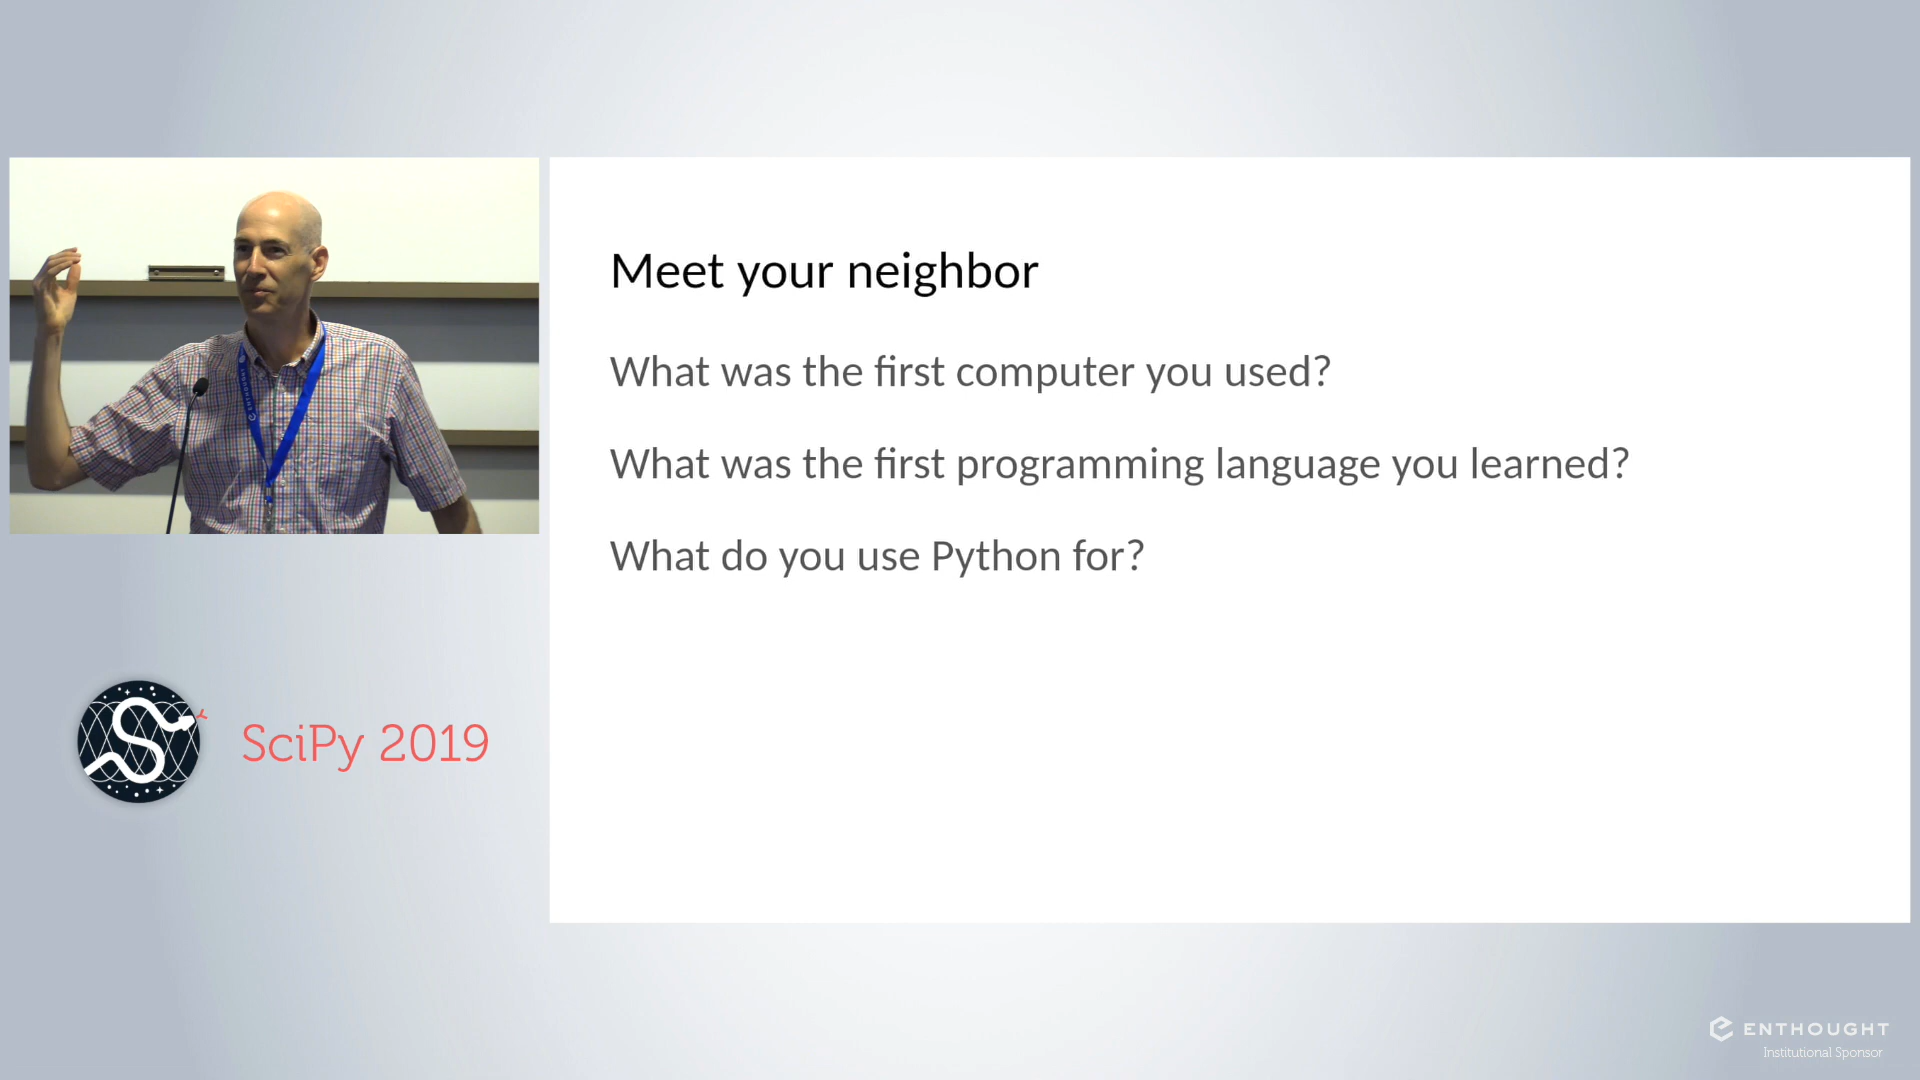 Meet your neighbor
What was the first computer you used?
What was the first programming language you learned?
What do you use Python for?
ENTHOUGHT
SciPy 2019
ENTHOUGHT
Institutional Sponsor